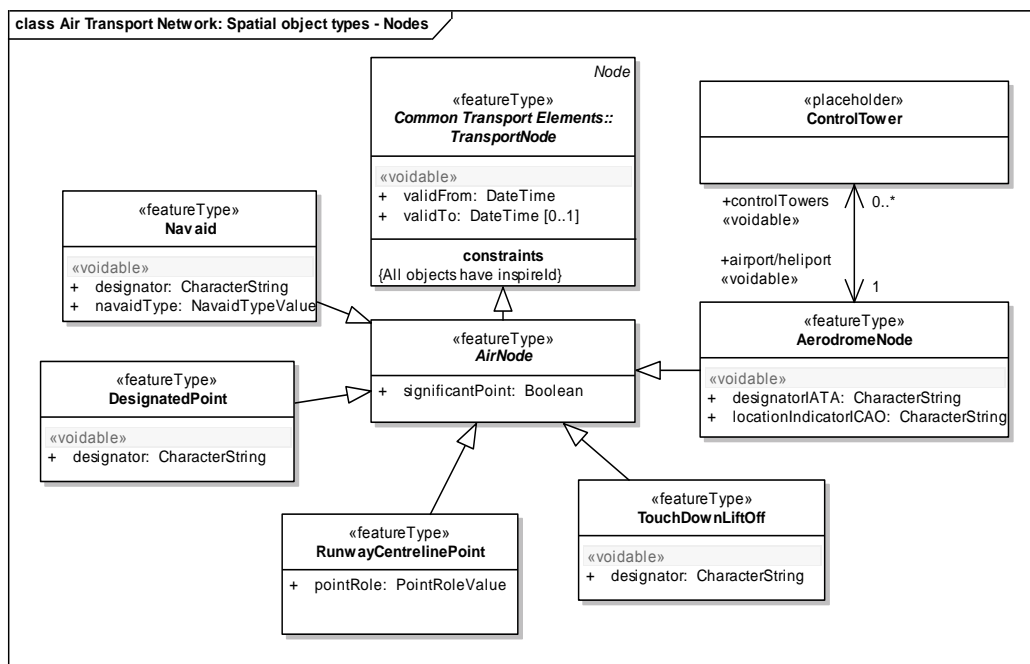 class Air Transport Network: Spatial object types - Nodes
Node
«featureType»
Common Transport Elements::
TransportNode
«voidable»
+ validFrom: DateTime
+ validTo: DateTime [0..1]
constraints
{All objects have inspireId}
«placeholder»
ControlTower
+controlTowers
«voidable»
0..*
+airport/heliport
«voidable»
1
«featureType»
Navaid
«voidable»
+ designator: CharacterString
+ navaidType: NavaidTypeValue
«featureType»
AirNode
+ significantPoint: Boolean
«featureType»
AerodromeNode
«voidable»
+ designatorIATA: CharacterString
+ locationIndicatorICAO: CharacterString
«featureType»
DesignatedPoint
«voidable»
+ designator: CharacterString
«featureType»
RunwayCentrelinePoint
+ pointRole: PointRoleValue
«featureType»
TouchDownLiftOff
«voidable»
+ designator: CharacterString